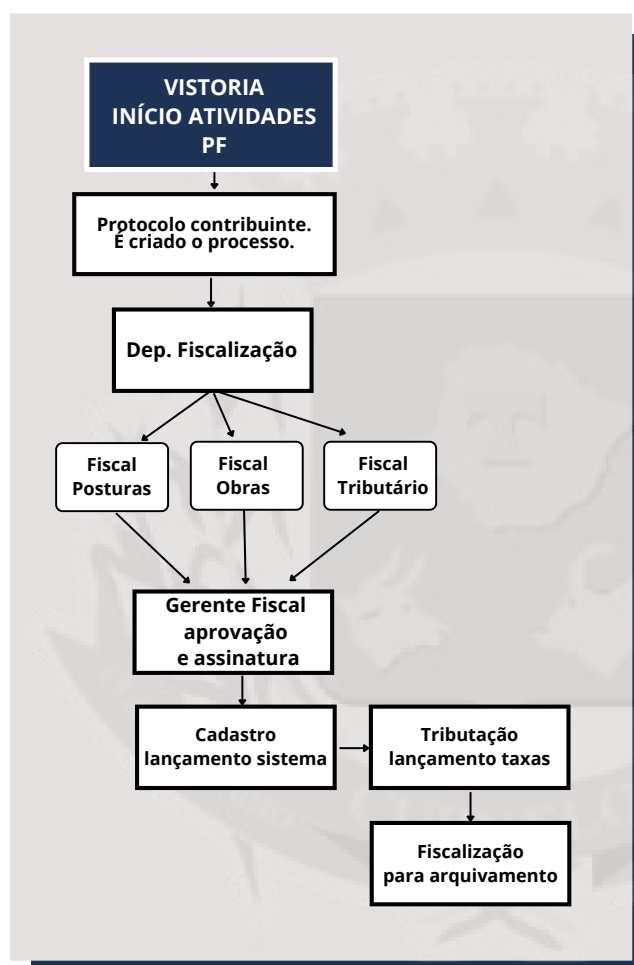 VISTORIA
INÍCIO ATIVIDADES
PF
Protocolo contribuinte.
É criado o processo.
Dep. Fiscalização
Fiscal
Posturas
Fiscal
Obras
Fiscal
Tributário
Gerente Fiscal
aprovação
e assinatura
Cadastro
lançamento sistema
Tributação
lançamento taxas
Fiscalização
para arquivamento